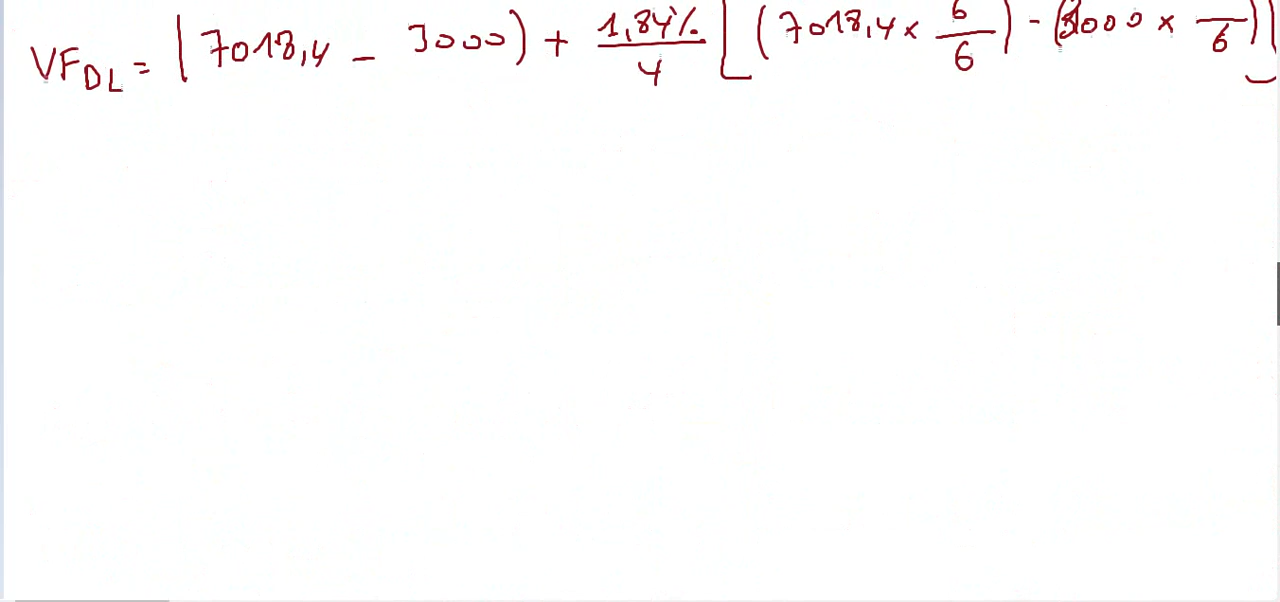 VF_DL = (7018,4 - 3000) + 1,84%/4 [(7018,4 × 6/6) - (3000 × /6)]